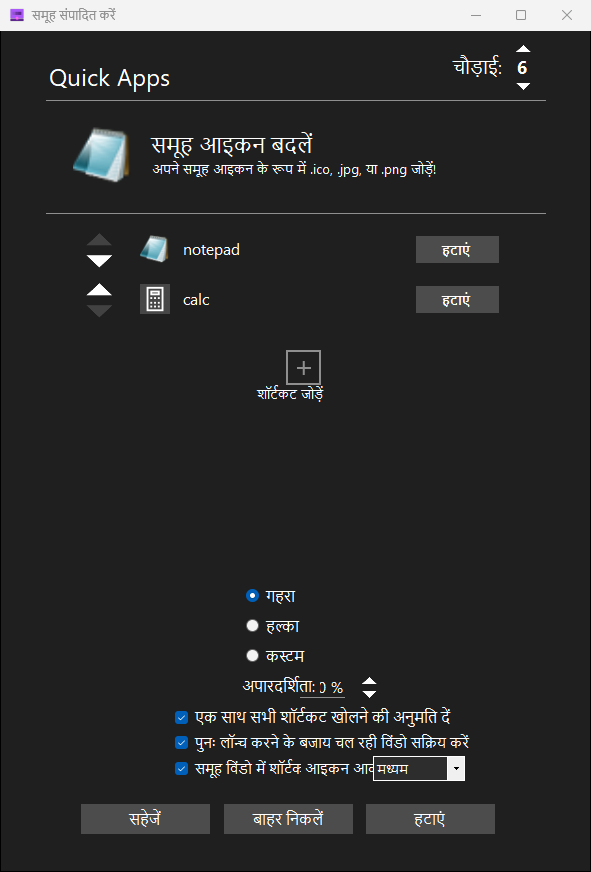 समूह संपादित करें
Quick Apps
चौड़ाई: 6
समूह आइकन बदलें
अपने समूह आइकन के रूप में .ico, .jpg, या .png जोड़ें!
notepad हटाएं
calc हटाएं
शॉर्टकट जोड़ें
गहरा
हल्का
कस्टम
अपारदर्शिता: 0 %
एक साथ सभी शॉर्टकट खोलने की अनुमति दें
पुनः लॉन्च करने के बजाय चल रही विंडो सक्रिय करें
समूह विंडो में आइकन मध्यम
सहेजें बाहर निकलें हटाएं